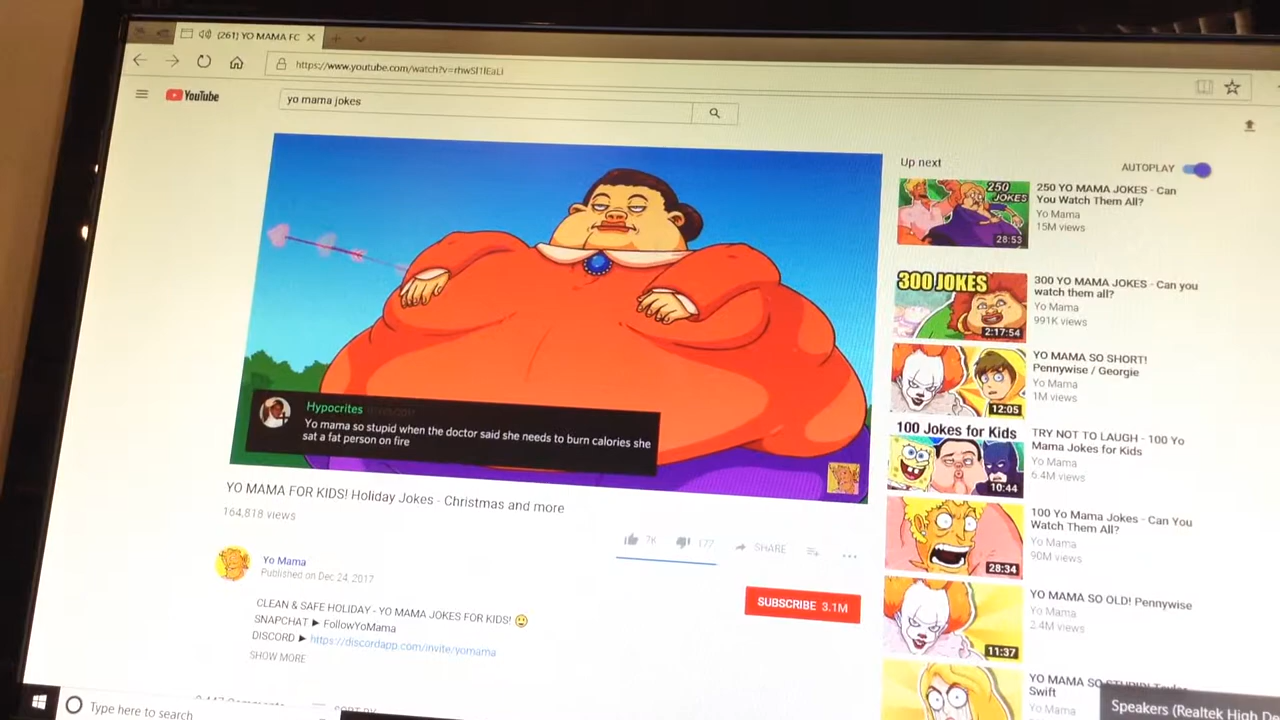 (261) YO MAMA FC
https://www.youtube.com/watch?v=rhwSITlEaLI
YouTube
yo mama jokes
Hypocrites
Yo mama so stupid when the doctor said she needs to burn calories she
sat a fat person on fire
YO MAMA FOR KIDS! Holiday Jokes - Christmas and more
164,818 views
7K
177
SHARE
Yo Mama
Published on Dec 24, 2017
SUBSCRIBE 3.1M
CLEAN & SAFE HOLIDAY - YO MAMA JOKES FOR KIDS!
SNAPCHAT ► FollowYoMama
DISCORD ► https://discordapp.com/invite/yomama
SHOW MORE
Up next
AUTOPLAY
250
JOKES
28:53
250 YO MAMA JOKES - Can
You Watch Them All?
Yo Mama
15M views
300 JOKES
2:17:54
300 YO MAMA JOKES - Can you
watch them all?
Yo Mama
991K views
12:05
YO MAMA SO SHORT!
Pennywise / Georgie
Yo Mama
1M views
100 Jokes for Kids
10:44
TRY NOT TO LAUGH - 100 Yo
Mama Jokes for Kids
Yo Mama
6.4M views
28:34
100 Yo Mama Jokes - Can You
Watch Them All?
Yo Mama
90M views
11:37
YO MAMA SO OLD! Pennywise
Yo Mama
2.4M views
YO MAMA SO
Swift
Yo Mama
Type here to search
Speakers (Realtek High De